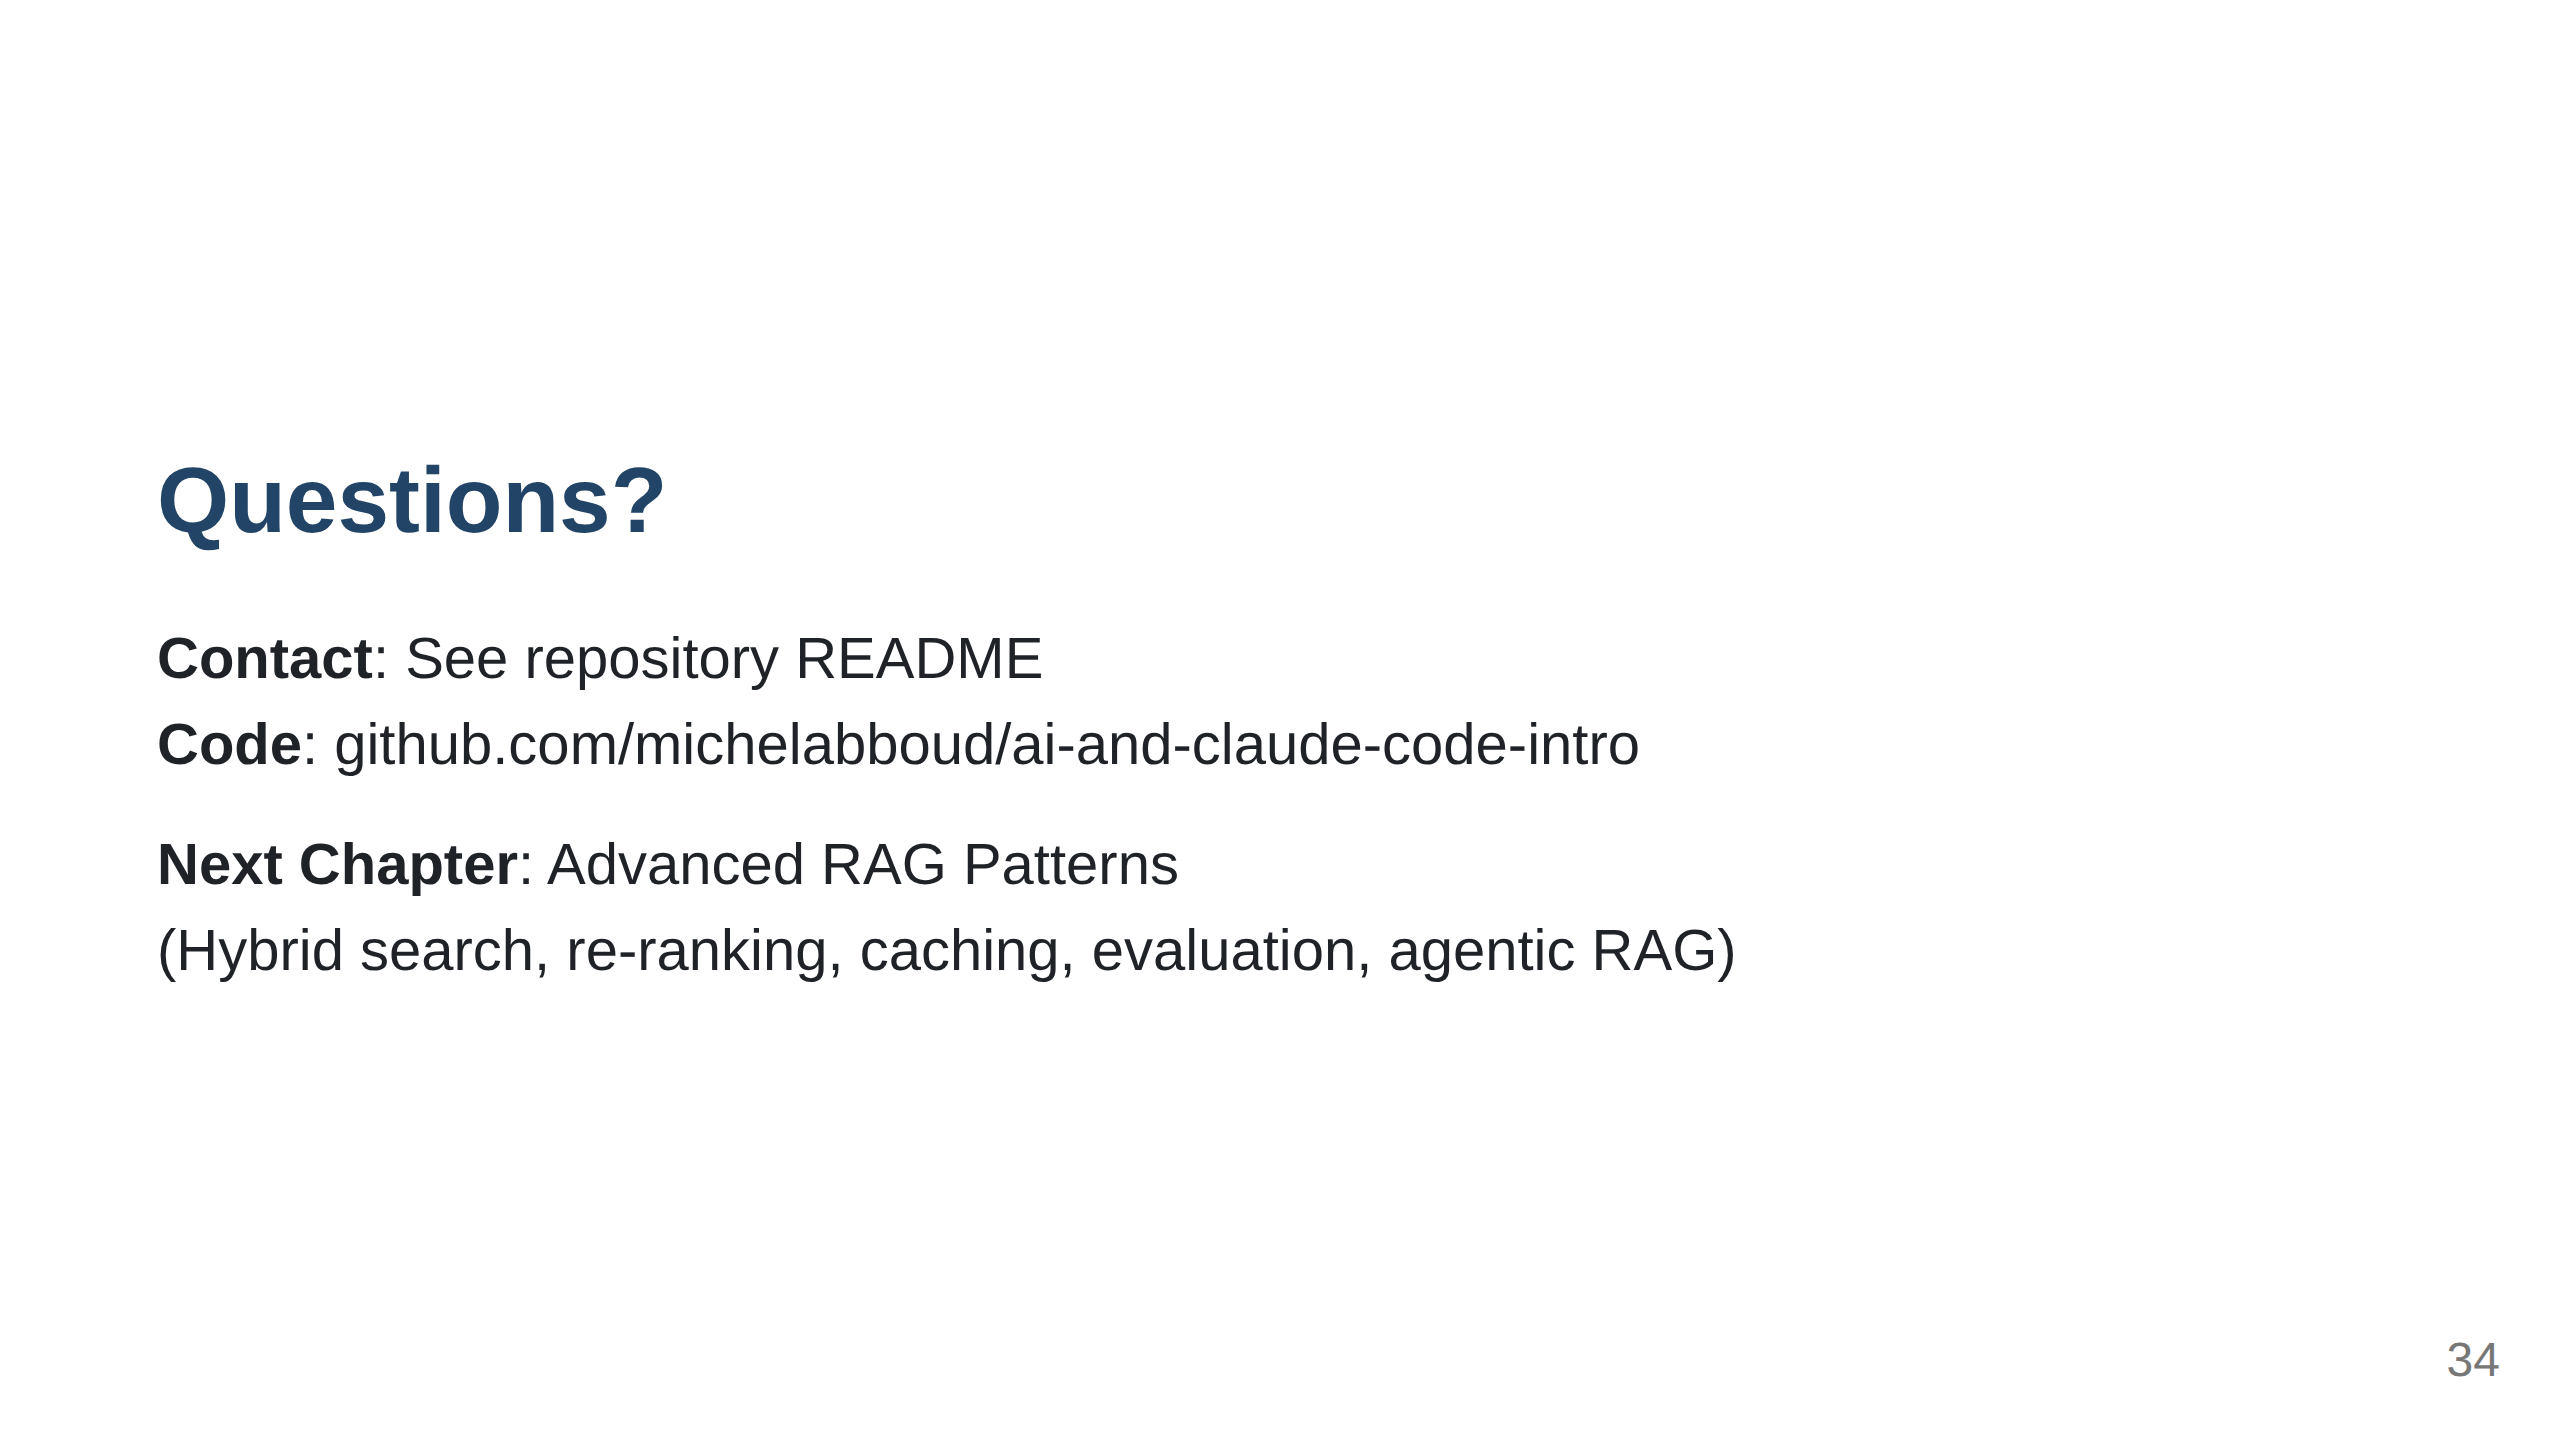 Questions?
Contact: See repository README
Code: github.com/michelabboud/ai-and-claude-code-intro
Next Chapter: Advanced RAG Patterns
(Hybrid search, re-ranking, caching, evaluation, agentic RAG)
34